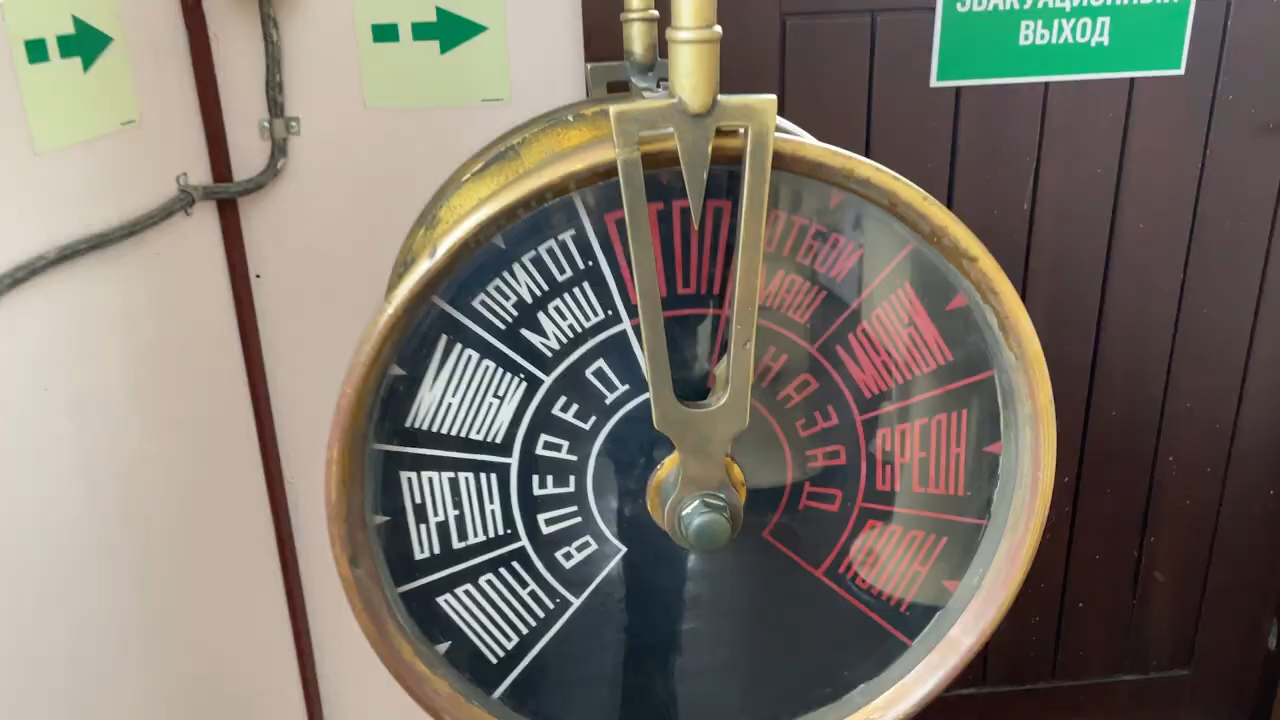 ЭВАКУАЦИОННЫЙ
ВЫХОД
СТОП
ОТБОЙ
МАШ
ПРИГОТ.
МАШ.
МАЛЫЙ
МАЛЫЙ
СРЕДН.
СРЕДН.
ПОЛН.
ПОЛН.
ВПЕРЕД
НАЗАД